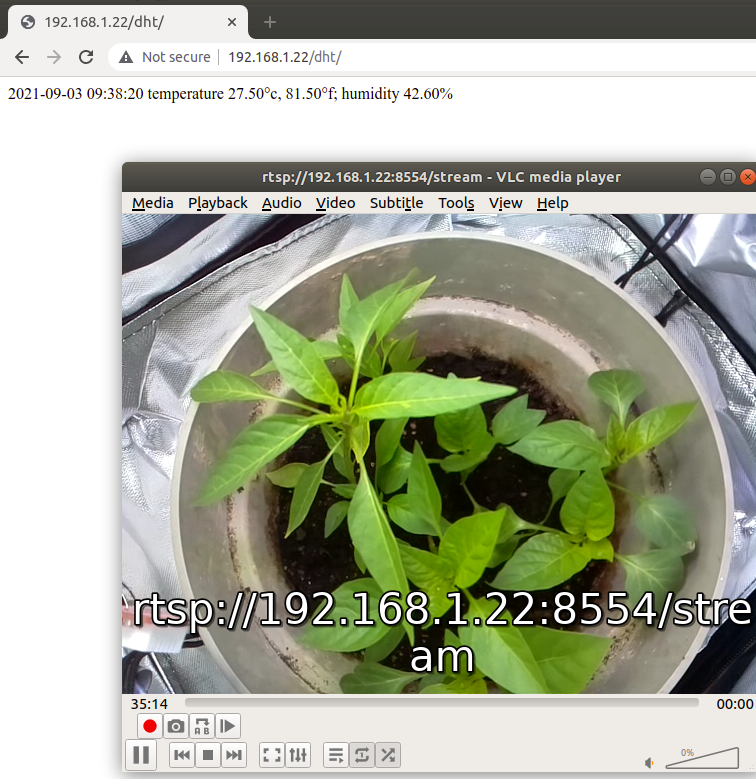 192.168.1.22/dht/
Not secure 192.168.1.22/dht/
2021-09-03 09:38:20 temperature 27.50°c, 81.50°f; humidity 42.60%
rtsp://192.168.1.22:8554/stream - VLC media player
Media Playback Audio Video Subtitle Tools View Help
rtsp://192.168.1.22:8554/stre
am
35:14 00:00
A B
0%